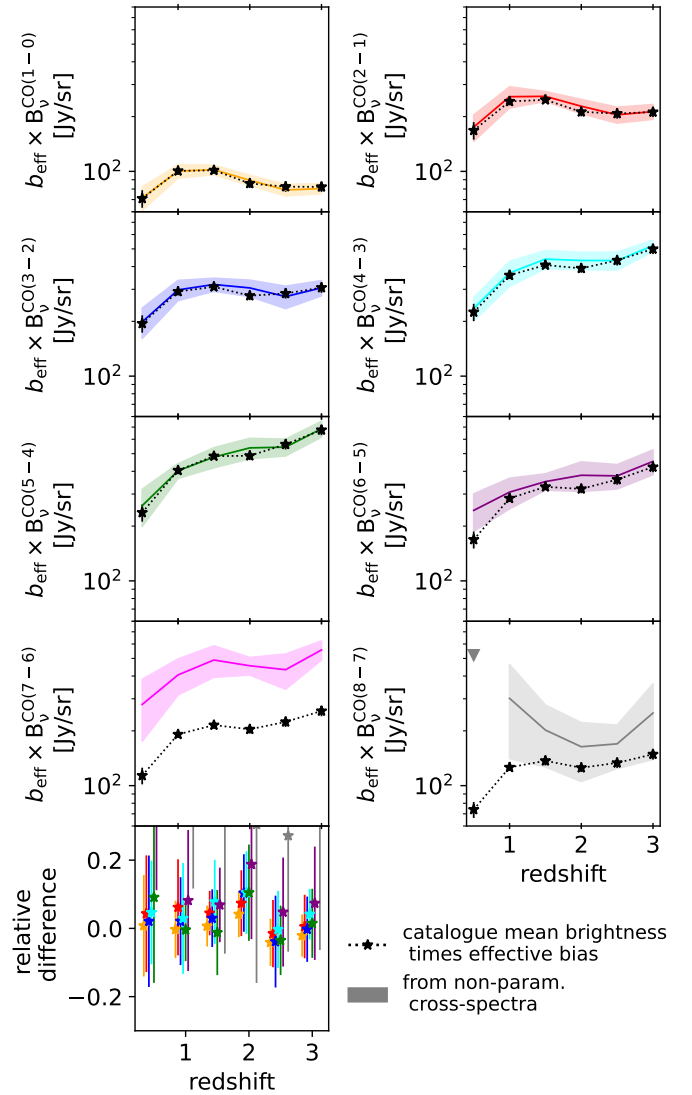 b_eff × B_ν^CO(1−0)
[Jy/sr]
10²
b_eff × B_ν^CO(2−1)
[Jy/sr]
10²
b_eff × B_ν^CO(3−2)
[Jy/sr]
10²
b_eff × B_ν^CO(4−3)
[Jy/sr]
10²
b_eff × B_ν^CO(5−4)
[Jy/sr]
10²
b_eff × B_ν^CO(6−5)
[Jy/sr]
10²
b_eff × B_ν^CO(7−6)
[Jy/sr]
10²
b_eff × B_ν^CO(8−7)
[Jy/sr]
10²
1 2 3
redshift
relative
difference
0.2
0.0
−0.2
1 2 3
redshift
catalogue mean brightness
times effective bias
from non-param.
cross-spectra